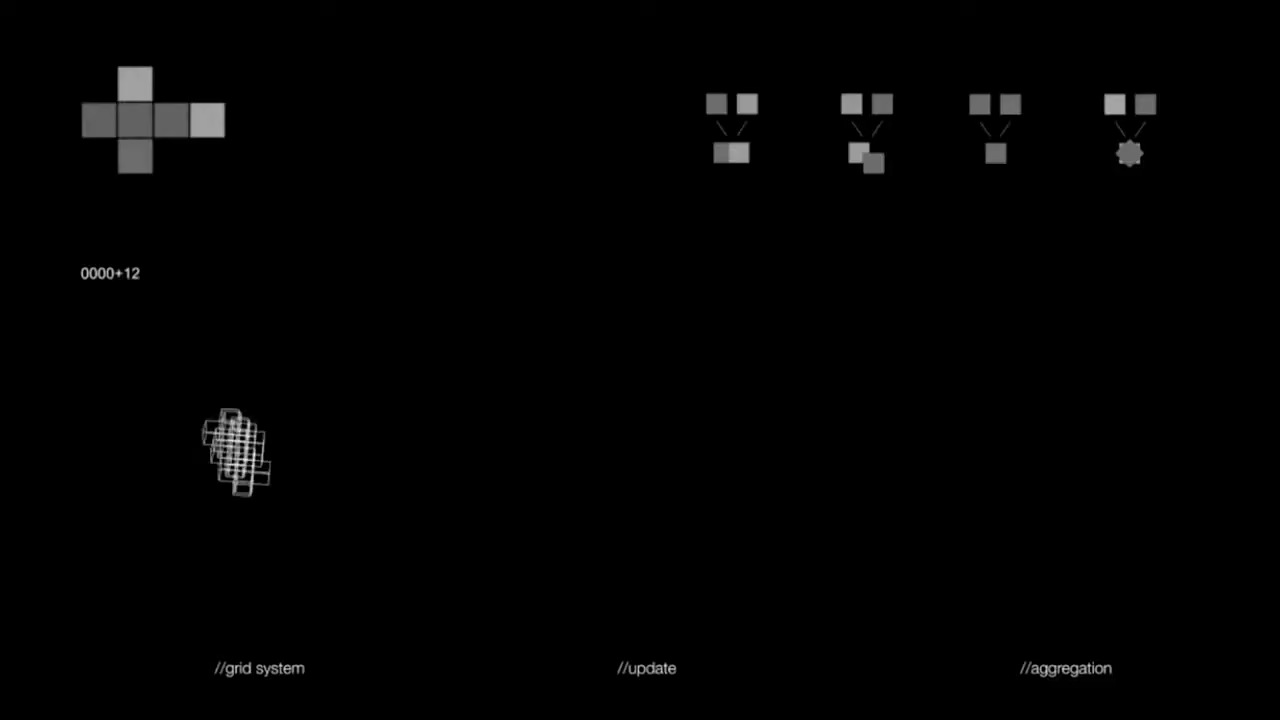 0000+12
//grid system
//update
//aggregation